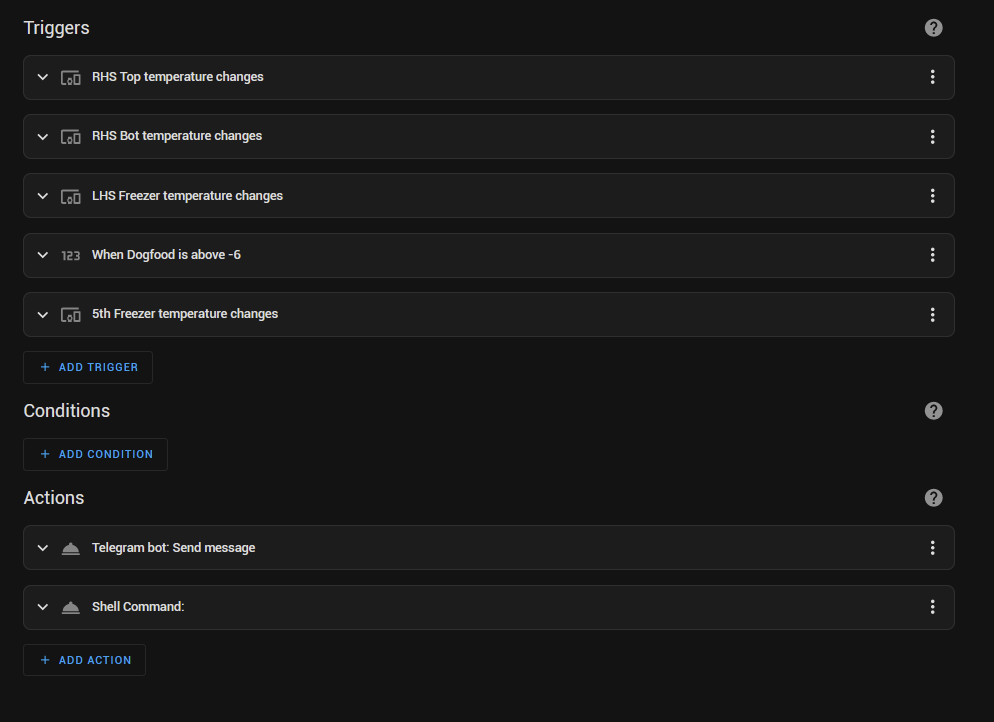 Triggers
?
RHS Top temperature changes
RHS Bot temperature changes
LHS Freezer temperature changes
123 When Dogfood is above -6
5th Freezer temperature changes
+ ADD TRIGGER
Conditions
?
+ ADD CONDITION
Actions
?
Telegram bot: Send message
Shell Command:
+ ADD ACTION